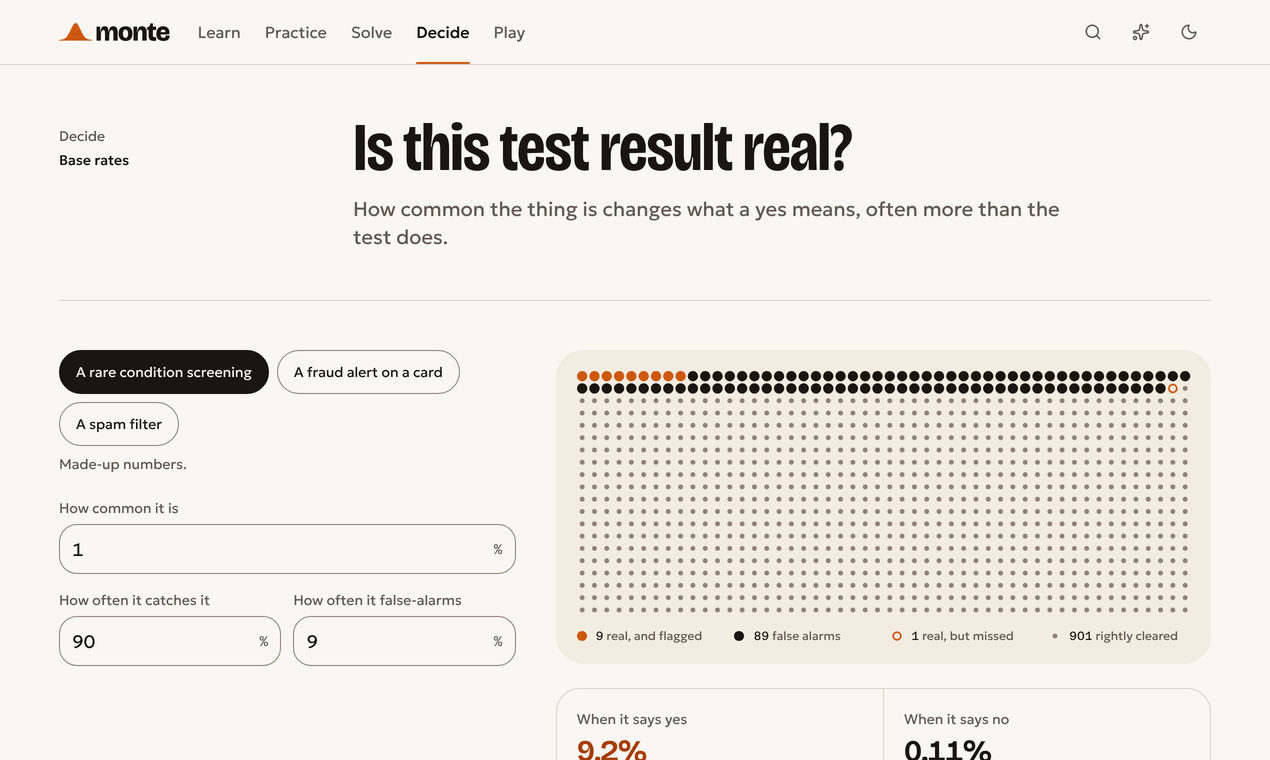 monte Learn Practice Solve Decide Play
Decide
Base rates
Is this test result real?
How common the thing is changes what a yes means, often more than the
test does.
A rare condition screening
A fraud alert on a card
A spam filter
Made-up numbers.
How common it is
1 %
How often it catches it
90 %
How often it false-alarms
9 %
9 real, and flagged
89 false alarms
1 real, but missed
901 rightly cleared
When it says yes
9.2%
When it says no
0.11%